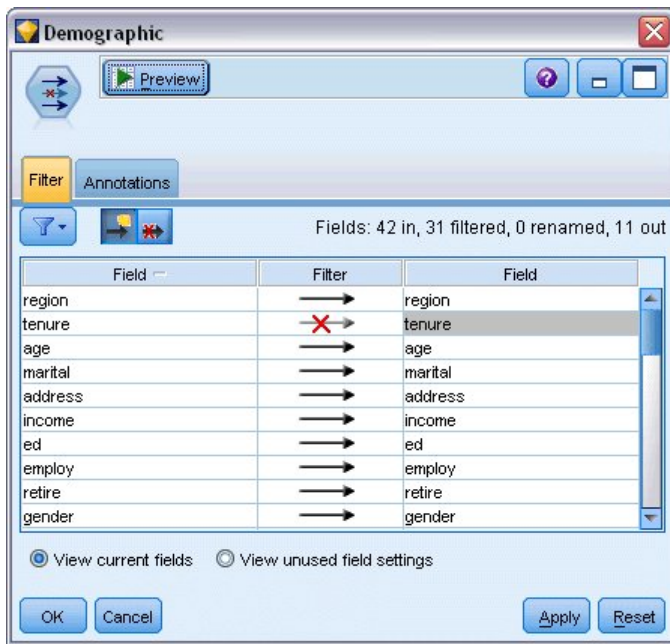 Demographic
Preview
?
Filter Annotations
Fields: 42 in, 31 filtered, 0 renamed, 11 out
Field Filter Field
region region
tenure tenure
age age
marital marital
address address
income income
ed ed
employ employ
retire retire
gender gender
View current fields View unused field settings
OK Cancel Apply Reset